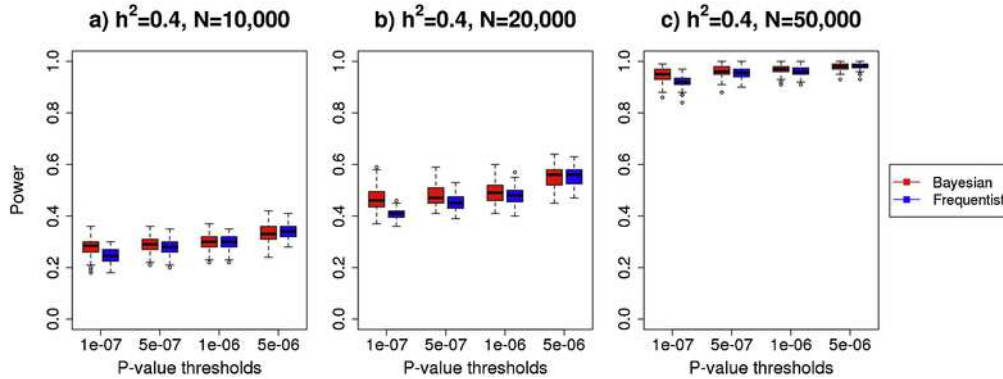 a) h²=0.4, N=10,000
b) h²=0.4, N=20,000
c) h²=0.4, N=50,000
Power
1.0
0.8
0.6
0.4
0.2
0.0
1e-07 5e-07 1e-06 5e-06
P-value thresholds
1.0
0.8
0.6
0.4
0.2
0.0
1e-07 5e-07 1e-06 5e-06
P-value thresholds
1.0
0.8
0.6
0.4
0.2
0.0
1e-07 5e-07 1e-06 5e-06
P-value thresholds
Bayesian
Frequentist